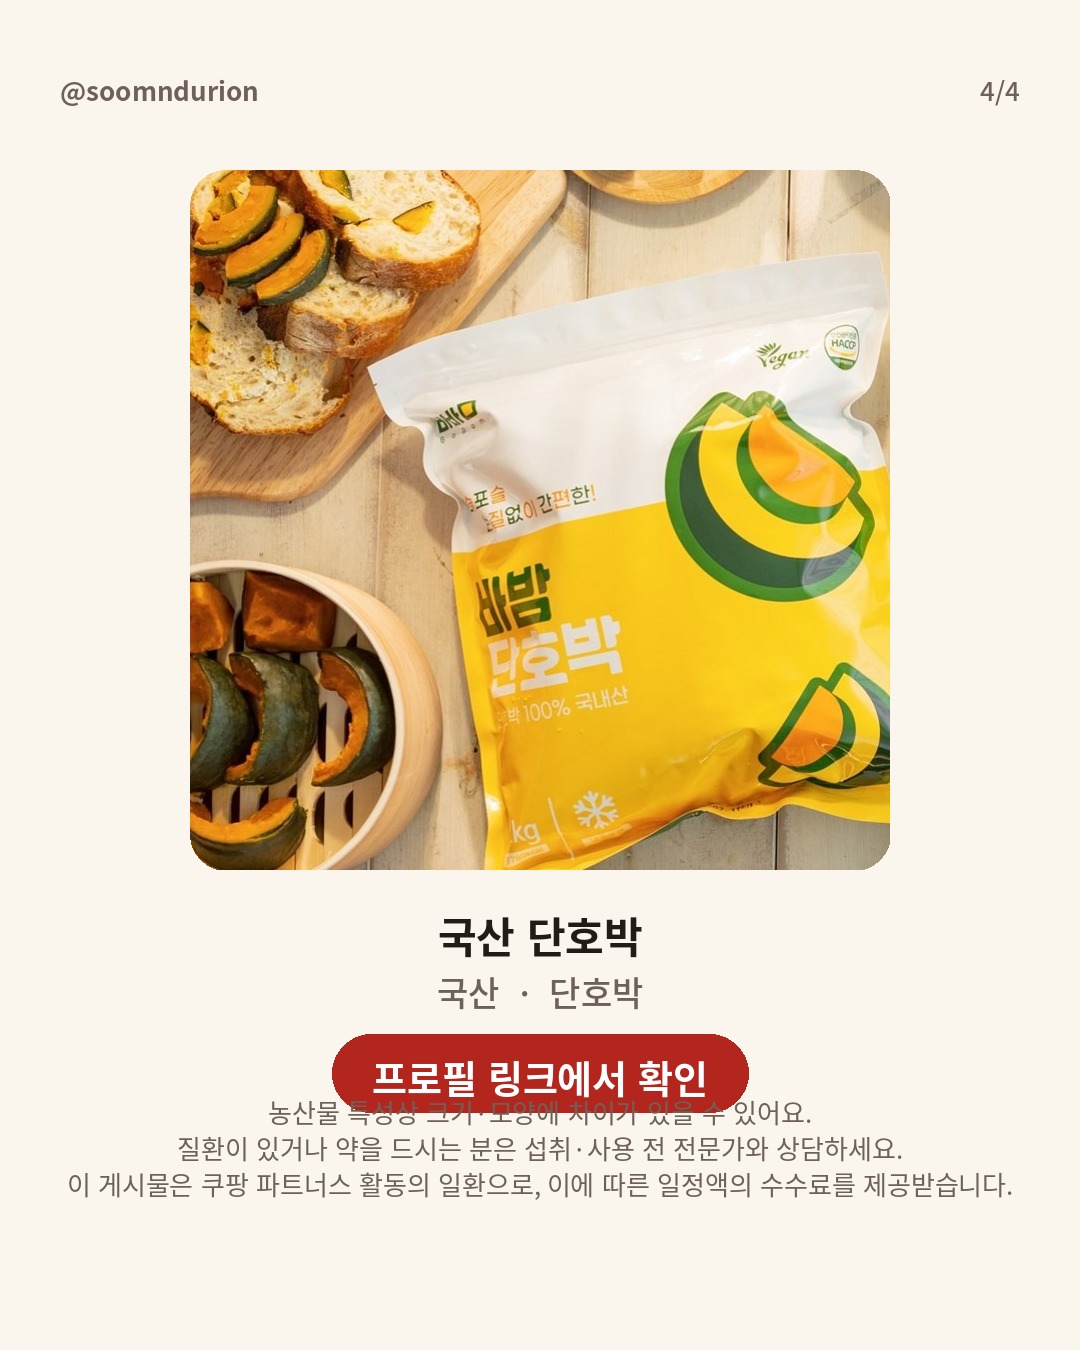 @soomndurion
4/4
Vegan
HACCP
포슬
질없이간편한!
바밤
단호박
박 100% 국내산
kg
국산 단호박
국산 · 단호박
프로필 링크에서 확인
농산물 특성상 크기·모양에 차이가 있을 수 있어요.
질환이 있거나 약을 드시는 분은 섭취·사용 전 전문가와 상담하세요.
이 게시물은 쿠팡 파트너스 활동의 일환으로, 이에 따른 일정액의 수수료를 제공받습니다.